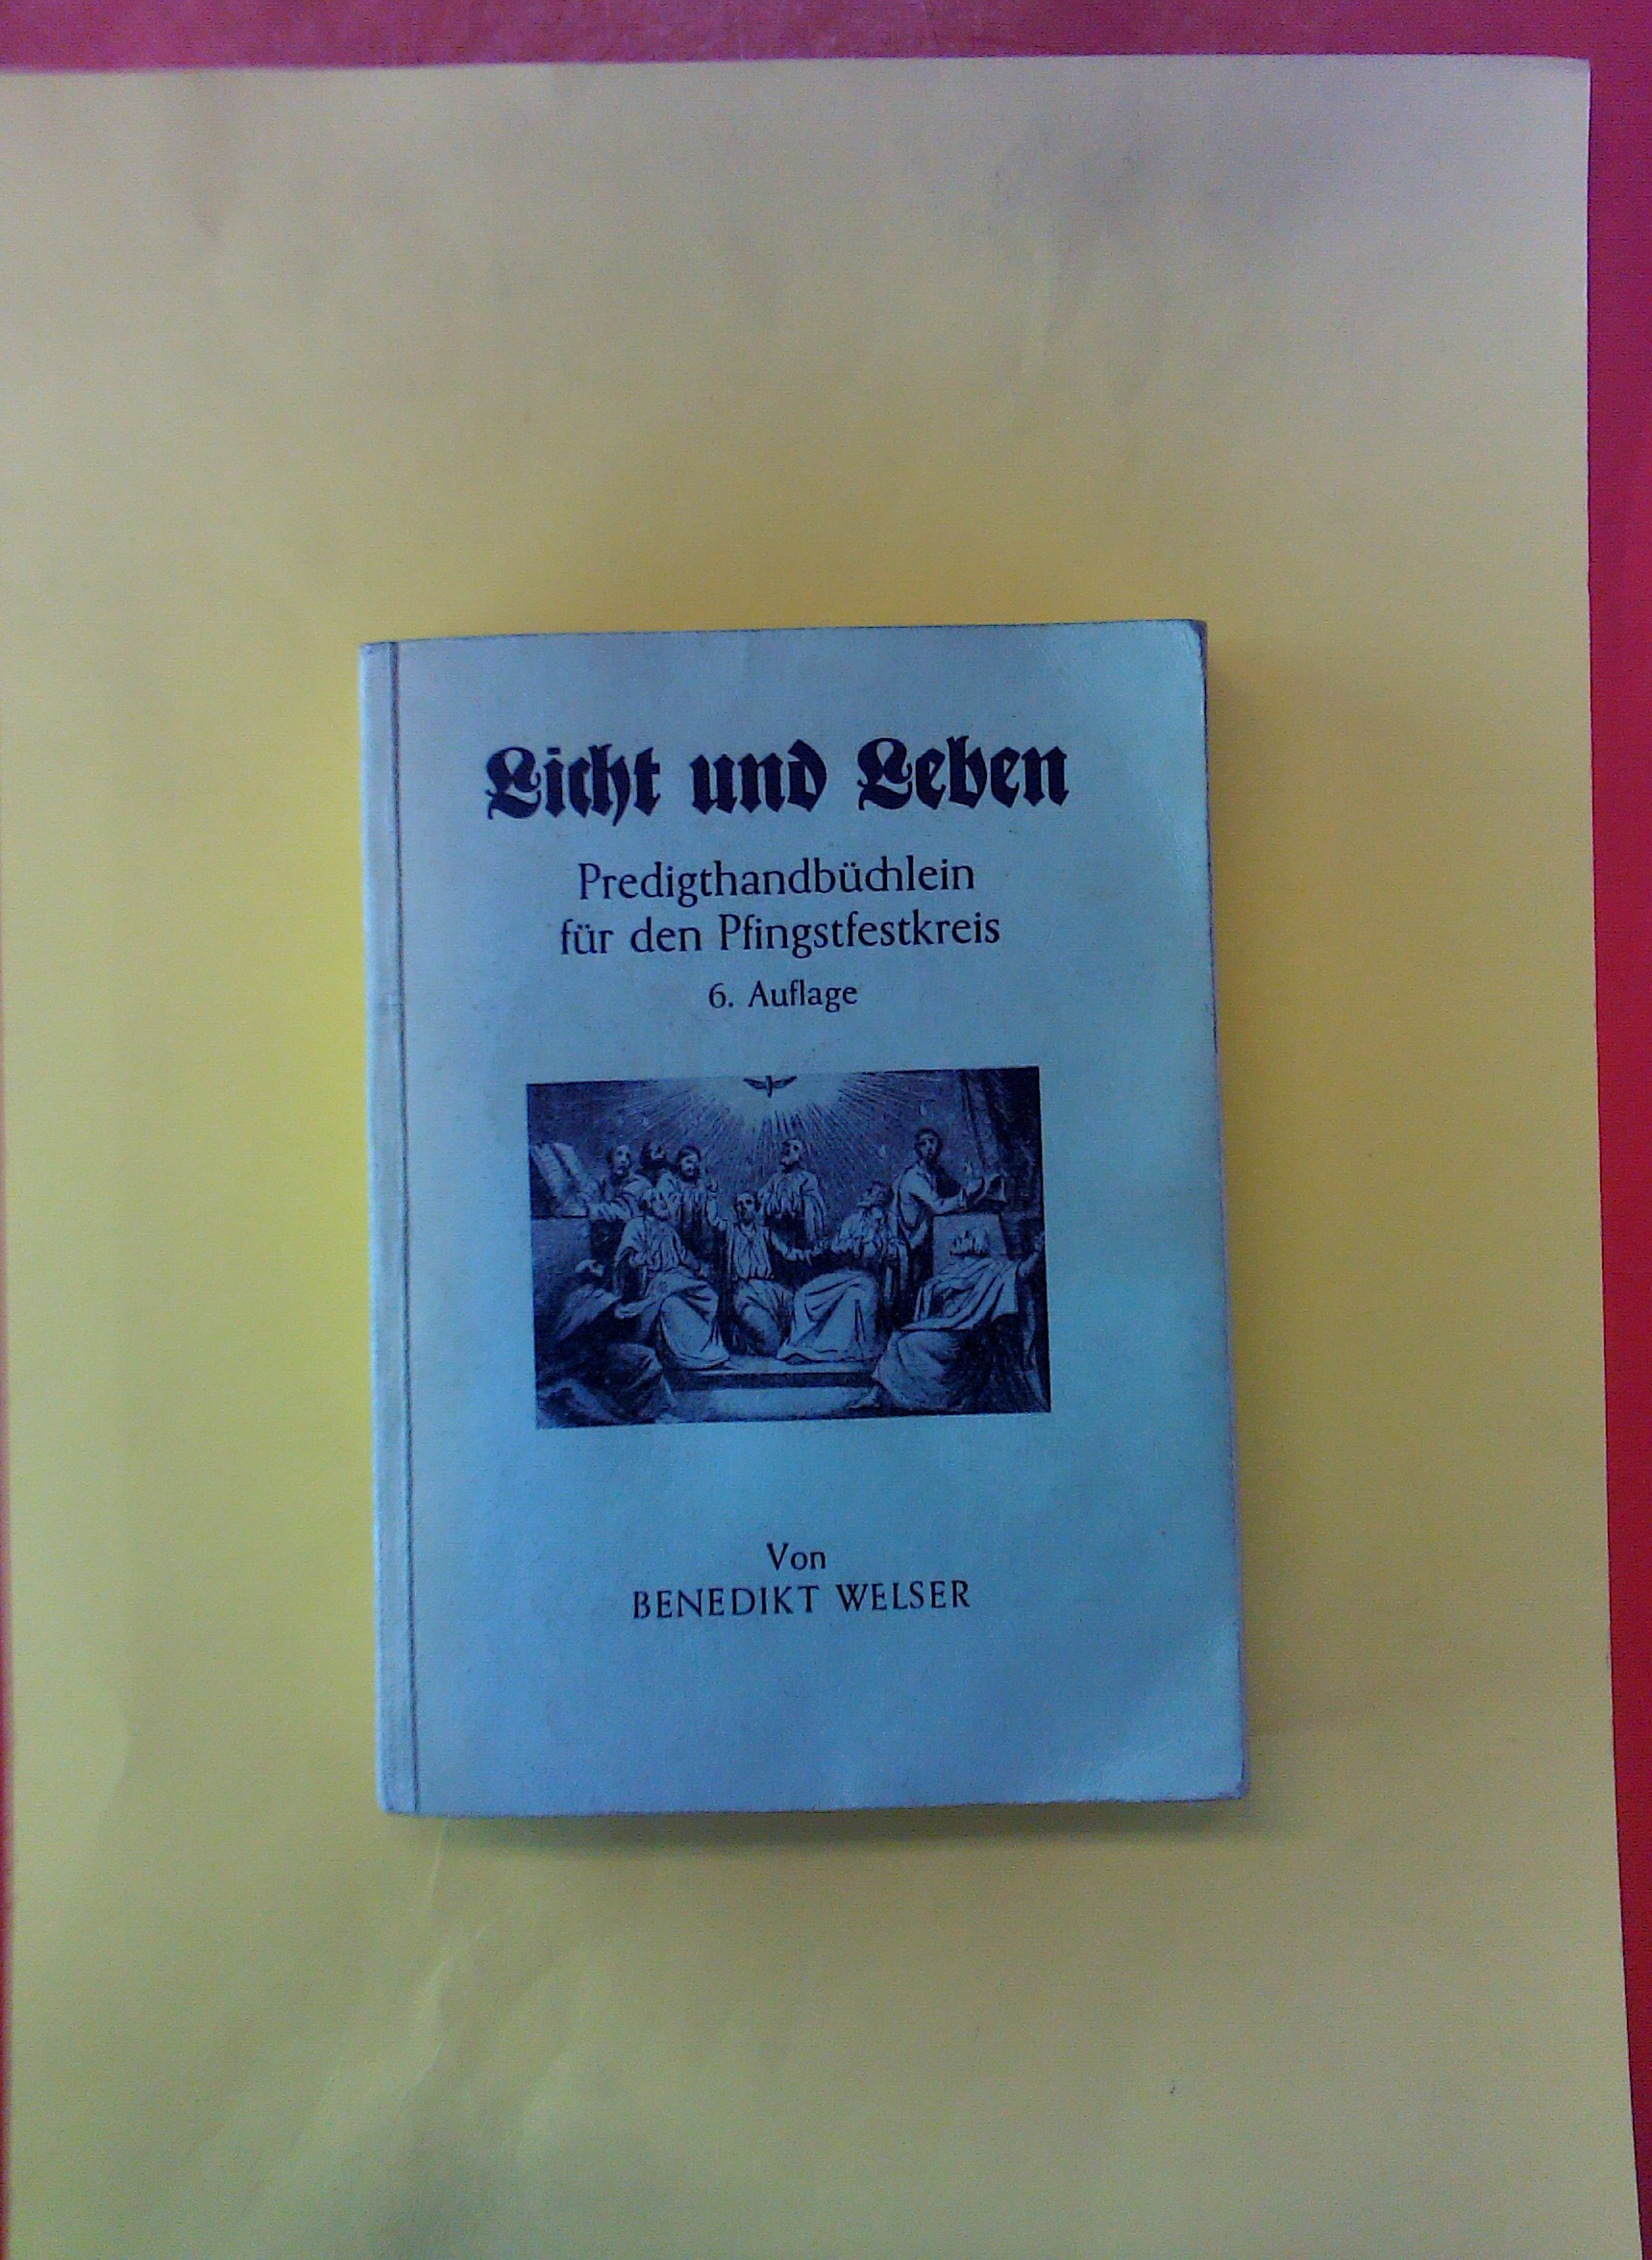 Licht und Leben
Predigthandbüchlein
für den Pfingstfestkreis
6. Auflage
Von
BENEDIKT WELSER